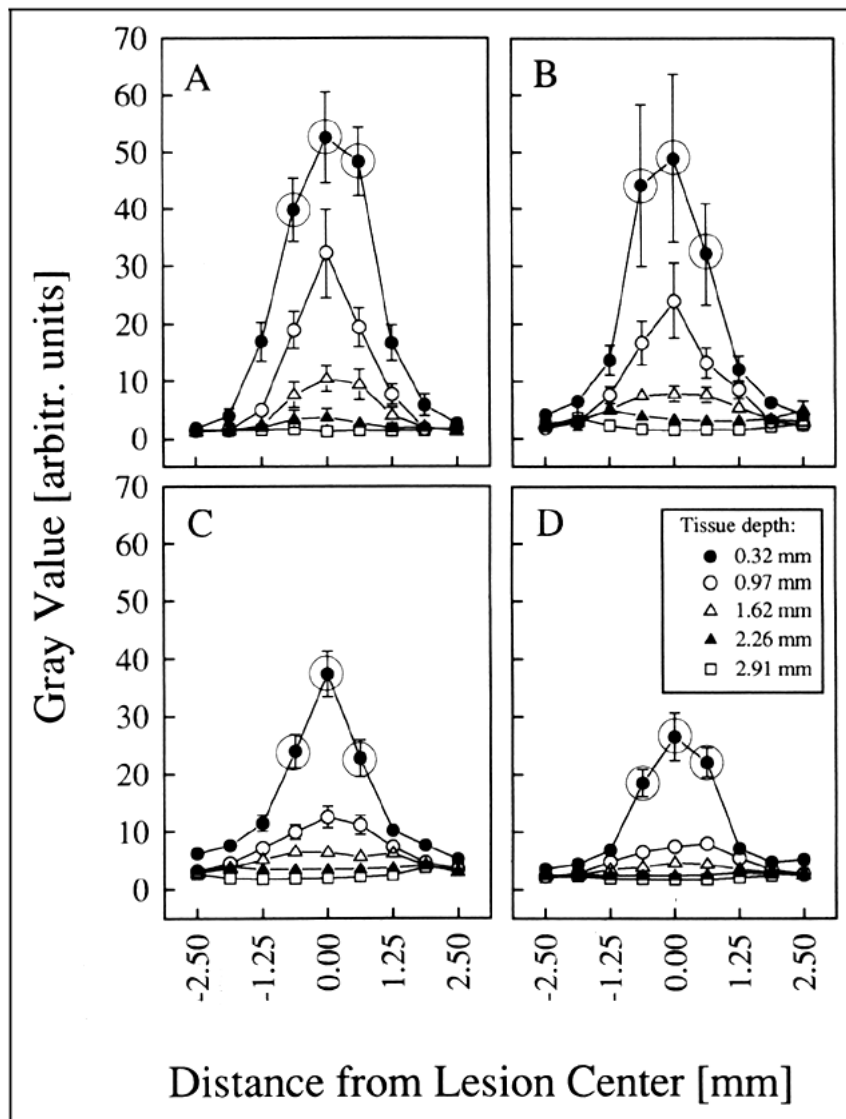 70
60
50
40
30
20
10
0
A
B
70
60
50
40
30
20
10
0
C
D
Tissue depth:
0.32 mm
0.97 mm
1.62 mm
2.26 mm
2.91 mm
Gray Value [arbitr. units]
-2.50
-1.25
0.00
1.25
2.50
-2.50
-1.25
0.00
1.25
2.50
Distance from Lesion Center [mm]